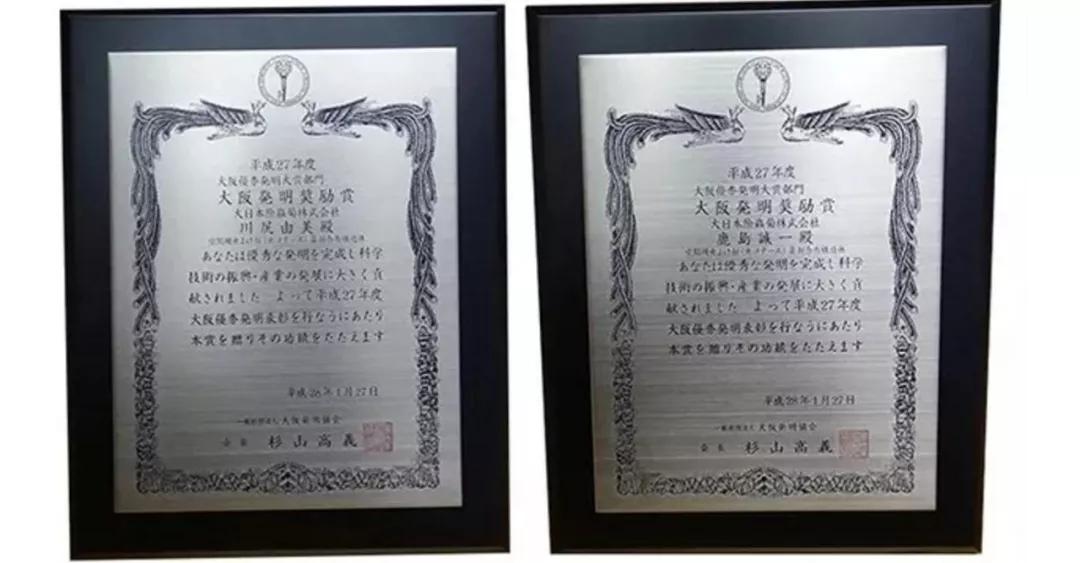 平成27年度
大阪優秀発明大賞部門
大阪発明奨励賞
大日本除蟲菊株式会社
川尻由美殿
あなたは優秀な発明を完成し科学
技術の振興・産業の発展に大きく貢
献されました よって平成27年度
大阪優秀発明表彰を行なうにあたり
本賞を贈りその功績をたたえます
平成28年1月27日
一般社団法人 大阪発明協会
会長 杉山高義
平成27年度
大阪優秀発明大賞部門
大阪発明奨励賞
大日本除蟲菊株式会社
鹿島誠一殿
あなたは優秀な発明を完成し科学
技術の振興・産業の発展に大きく貢
献されました よって平成27年度
大阪優秀発明表彰を行なうにあたり
本賞を贈りその功績をたたえます
平成28年1月27日
一般社団法人 大阪発明協会
会長 杉山高義